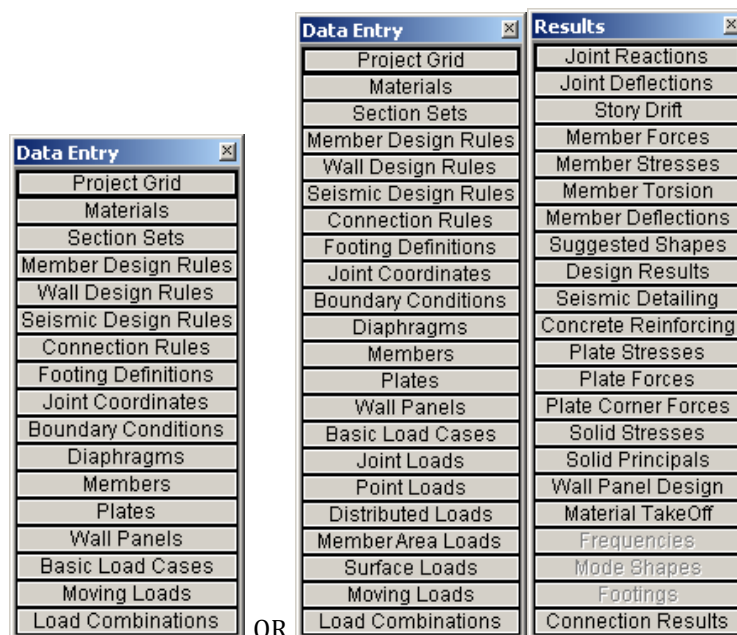 Data Entry
Project Grid
Materials
Section Sets
Member Design Rules
Wall Design Rules
Seismic Design Rules
Connection Rules
Footing Definitions
Joint Coordinates
Boundary Conditions
Diaphragms
Members
Plates
Wall Panels
Basic Load Cases
Moving Loads
Load Combinations
OR
Data Entry
Project Grid
Materials
Section Sets
Member Design Rules
Wall Design Rules
Seismic Design Rules
Connection Rules
Footing Definitions
Joint Coordinates
Boundary Conditions
Diaphragms
Members
Plates
Wall Panels
Basic Load Cases
Joint Loads
Point Loads
Distributed Loads
Member Area Loads
Surface Loads
Moving Loads
Load Combinations
Results
Joint Reactions
Joint Deflections
Story Drift
Member Forces
Member Stresses
Member Torsion
Member Deflections
Suggested Shapes
Design Results
Seismic Detailing
Concrete Reinforcing
Plate Stresses
Plate Forces
Plate Corner Forces
Solid Stresses
Solid Principals
Wall Panel Design
Material TakeOff
Frequencies
Mode Shapes
Footings
Connection Results